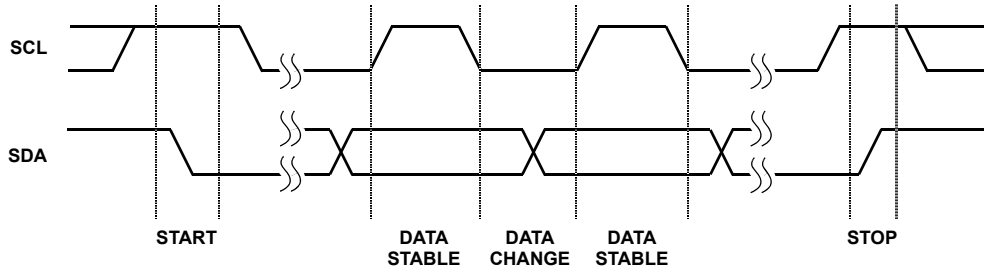 SCL
SDA
START
DATA
STABLE
DATA
CHANGE
DATA
STABLE
STOP